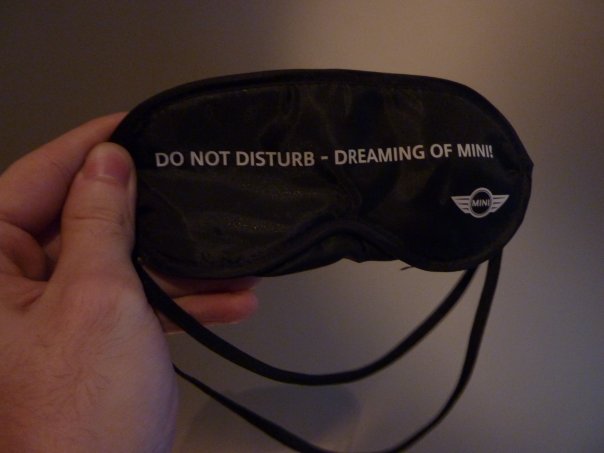 DO NOT DISTURB - DREAMING OF MINI!
MINI